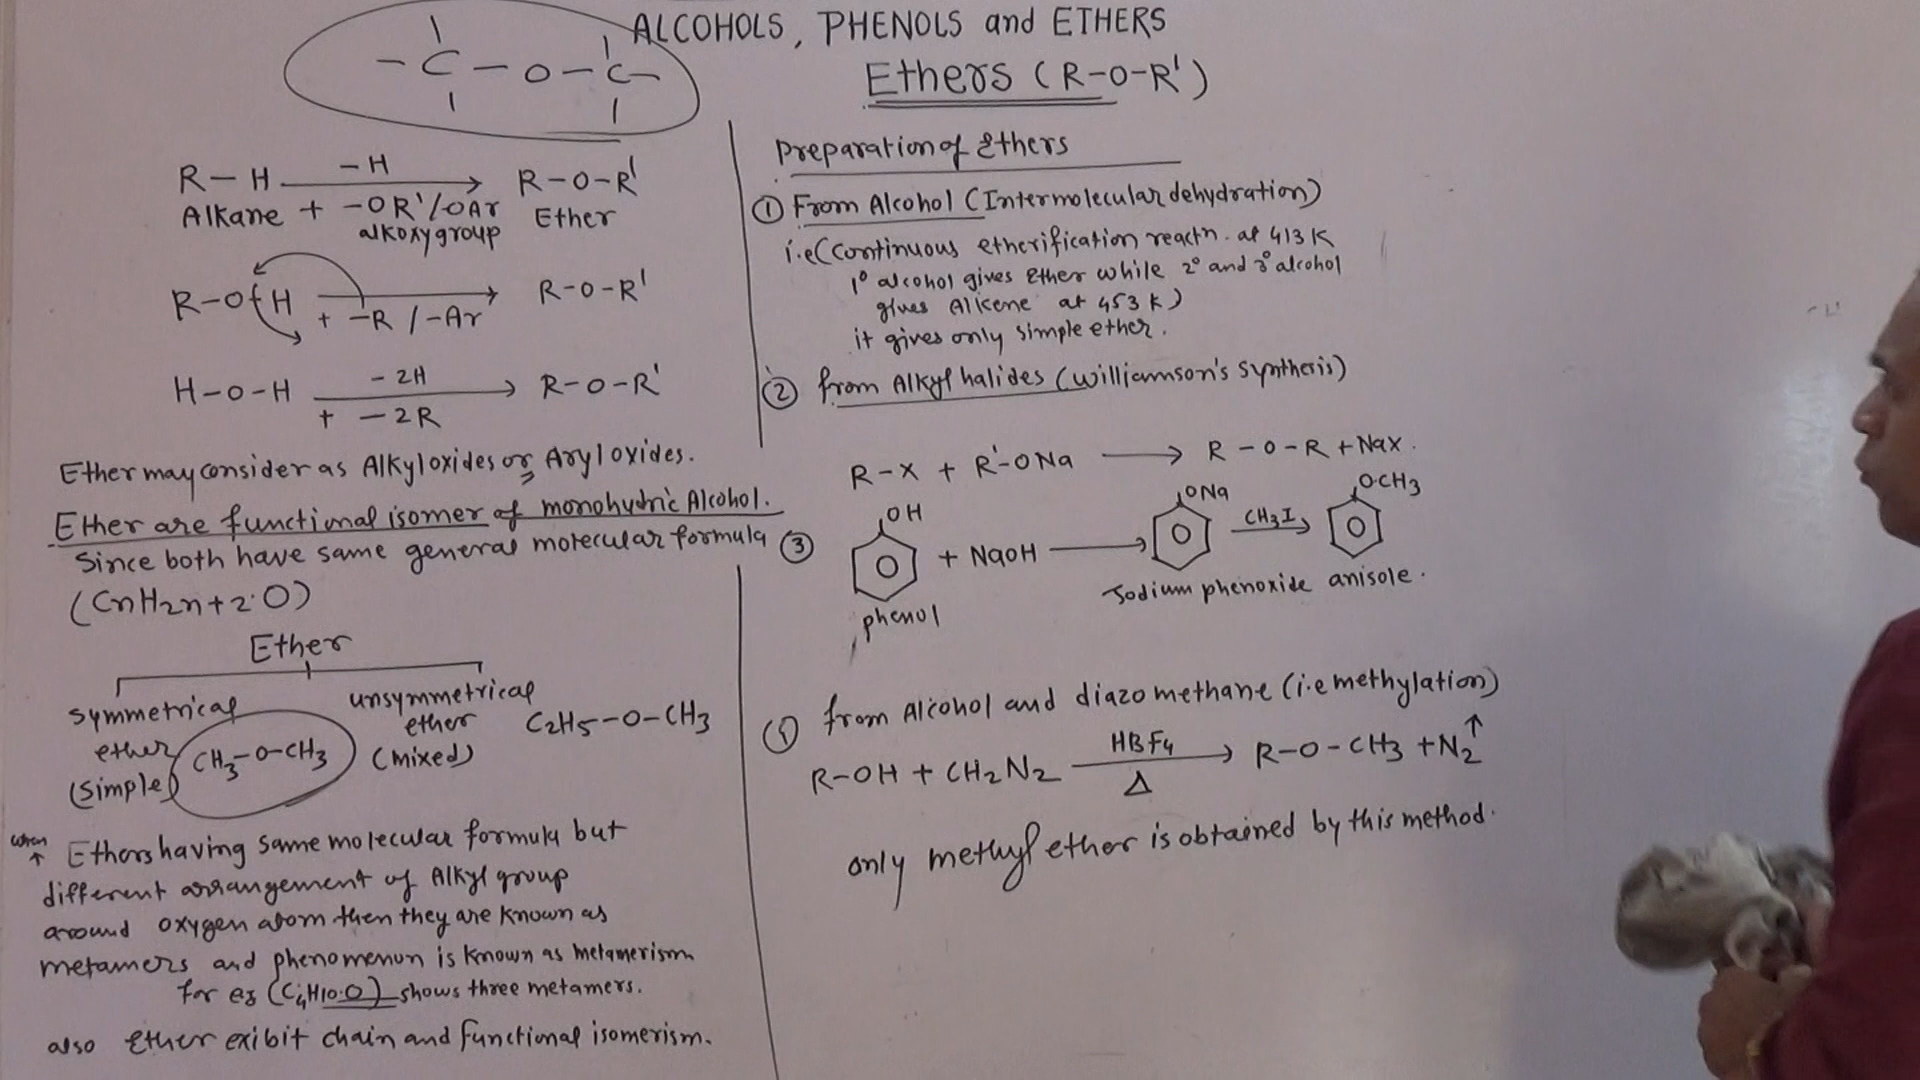 ALCOHOLS, PHENOLS and ETHERS
Ethers (R-O-R')
- C - O - C -
R - H - H → R-O-R'
Alkane + -OR'/OAr Ether
alkoxy group
R-O H → R-O-R'
+ -R / -Ar
H-O-H - 2H → R-O-R'
+ - 2R
Ether may consider as Alkyloxides or Aryloxides.
Ether are functional isomer of monohydric Alcohol.
Since both have same general molecular formula
(CnH2n+2·O)
Ether
symmetrical ether (simple) CH3-O-CH3
unsymmetrical ether (mixed) C2H5-O-CH3
when
↑ Ethers having same molecular formula but
different arrangement of Alkyl group
around oxygen atom then they are known as
metamers and phenomenon is known as metamerism
for eg (C4H10·O) shows three metamers.
also Ether exibit chain and functional isomerism.
Preparation of Ethers
① From Alcohol (Intermolecular dehydration)
i.e (continuous etherification reactn. at 413 K
1° alcohol gives Ether while 2° and 3° alcohol
gives Alkene at 453 K)
it gives only simple ether.
② from Alkyl halides (Williamson's synthesis)
R-X + R'-ONa → R-O-R + NaX.
③ OH + NaOH → ONa CH3I → O·CH3
phenol Sodium phenoxide anisole.
from Alcohol and diazo methane (i.e methylation)
R-OH + CH2N2 HBF4 → Δ R-O-CH3 + N2↑
only methyl ether is obtained by this method.